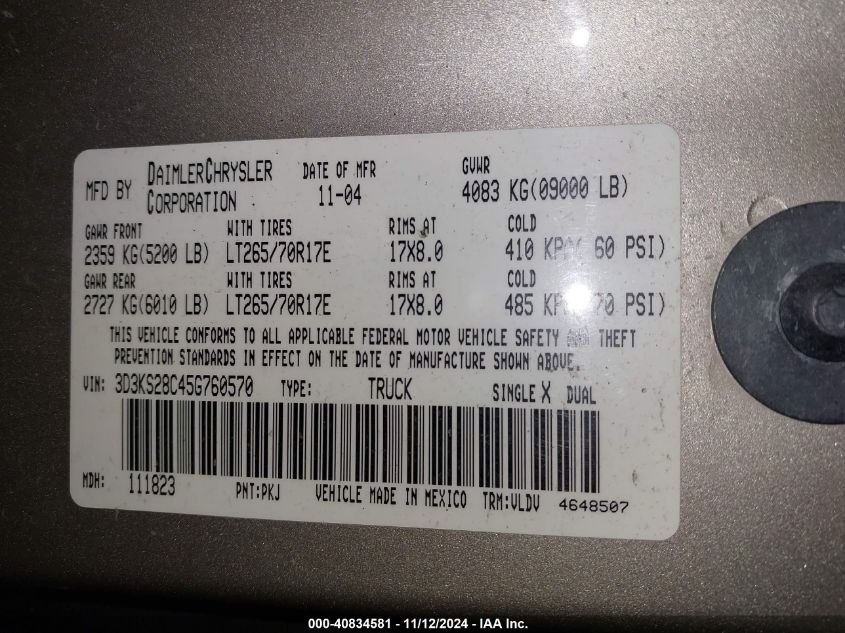 MFD BY DAIMLERCHRYSLER CORPORATION DATE OF MFR 11-04 GVWR 4083 KG(09000 LB)
GAWR FRONT WITH TIRES RIMS AT COLD
2359 KG(5200 LB) LT265/70R17E 17X8.0 410 KPA( 60 PSI)
GAWR REAR WITH TIRES RIMS AT COLD
2727 KG(6010 LB) LT265/70R17E 17X8.0 485 KPA( 70 PSI)
THIS VEHICLE CONFORMS TO ALL APPLICABLE FEDERAL MOTOR VEHICLE SAFETY AND THEFT
PREVENTION STANDARDS IN EFFECT ON THE DATE OF MANUFACTURE SHOWN ABOVE.
VIN: 3D3KS28C45G760570 TYPE: TRUCK SINGLE X DUAL
MDH: 111823 PNT:PKJ VEHICLE MADE IN MEXICO TRM:VLDV 4648507
000-40834581 - 11/12/2024 - IAA Inc.